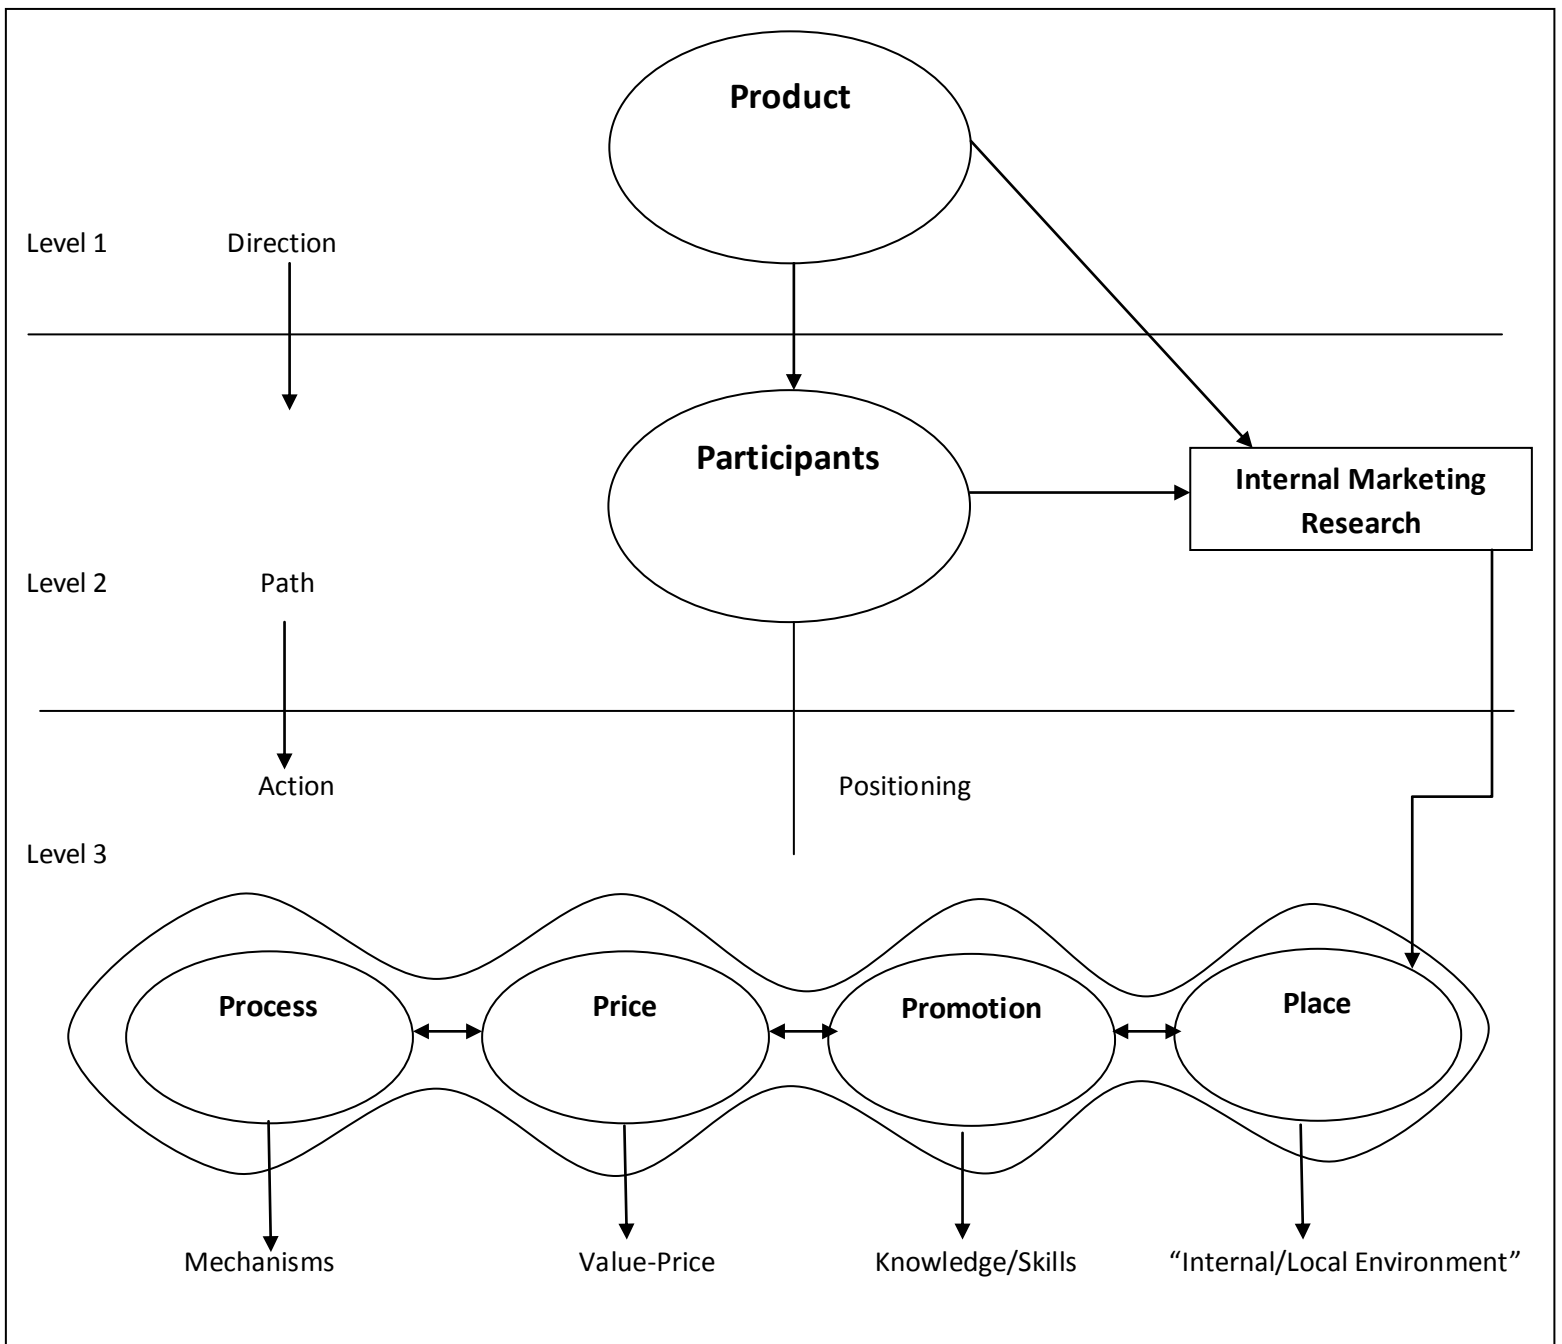 Product
Level 1
Direction
Participants
Internal Marketing
Research
Level 2
Path
Action
Positioning
Level 3
Process
Price
Promotion
Place
Mechanisms
Value-Price
Knowledge/Skills
“Internal/Local Environment”